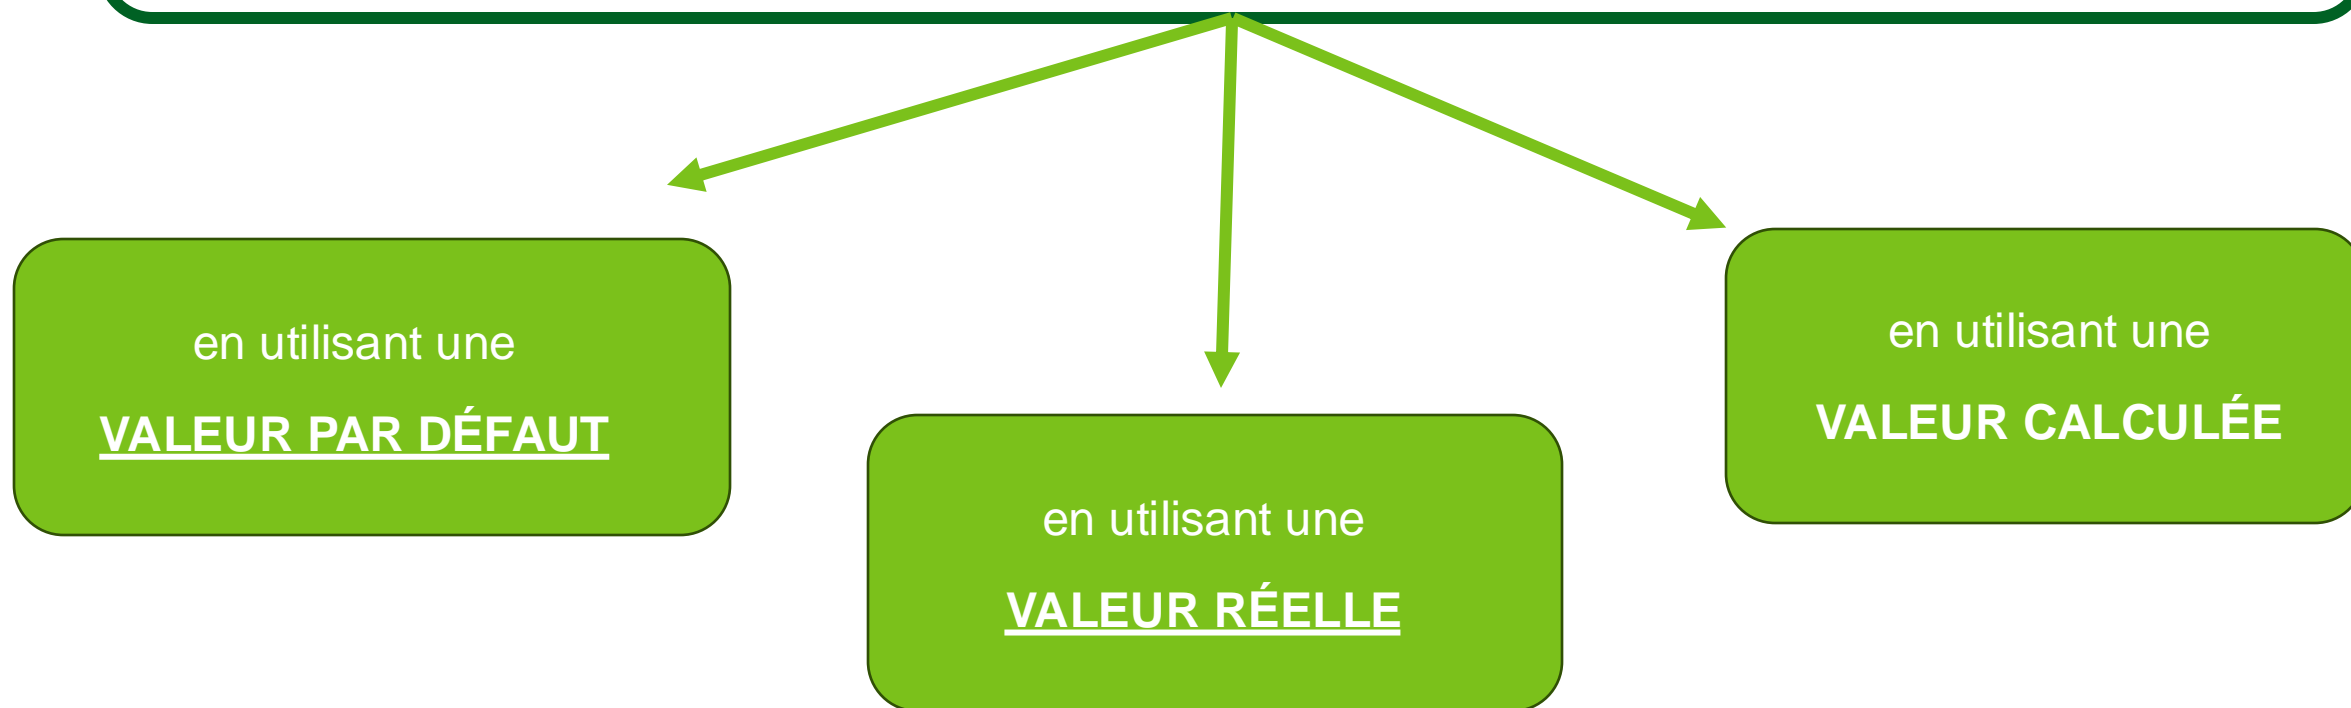 en utilisant une
VALEUR PAR DÉFAUT
en utilisant une
VALEUR RÉELLE
en utilisant une
VALEUR CALCULÉE